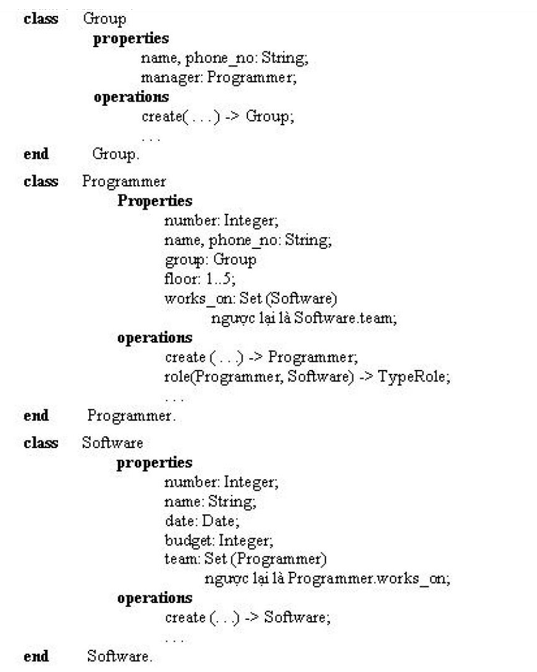 class Group
properties
name, phone_no: String;
manager: Programmer;
operations
create( . . .) -> Group;
. . .
end Group.
class Programmer
Properties
number: Integer;
name, phone_no: String;
group: Group
floor: 1..5;
works_on: Set (Software)
ngược lại là Software.team;
operations
create ( . . .) -> Programmer;
role(Programmer, Software) -> TypeRole;
. . .
end Programmer.
class Software
properties
number: Integer;
name: String;
date: Date;
budget: Integer;
team: Set (Programmer)
ngược lại là Programmer.works_on;
operations
create (. . .) -> Software;
. . .
end Software.